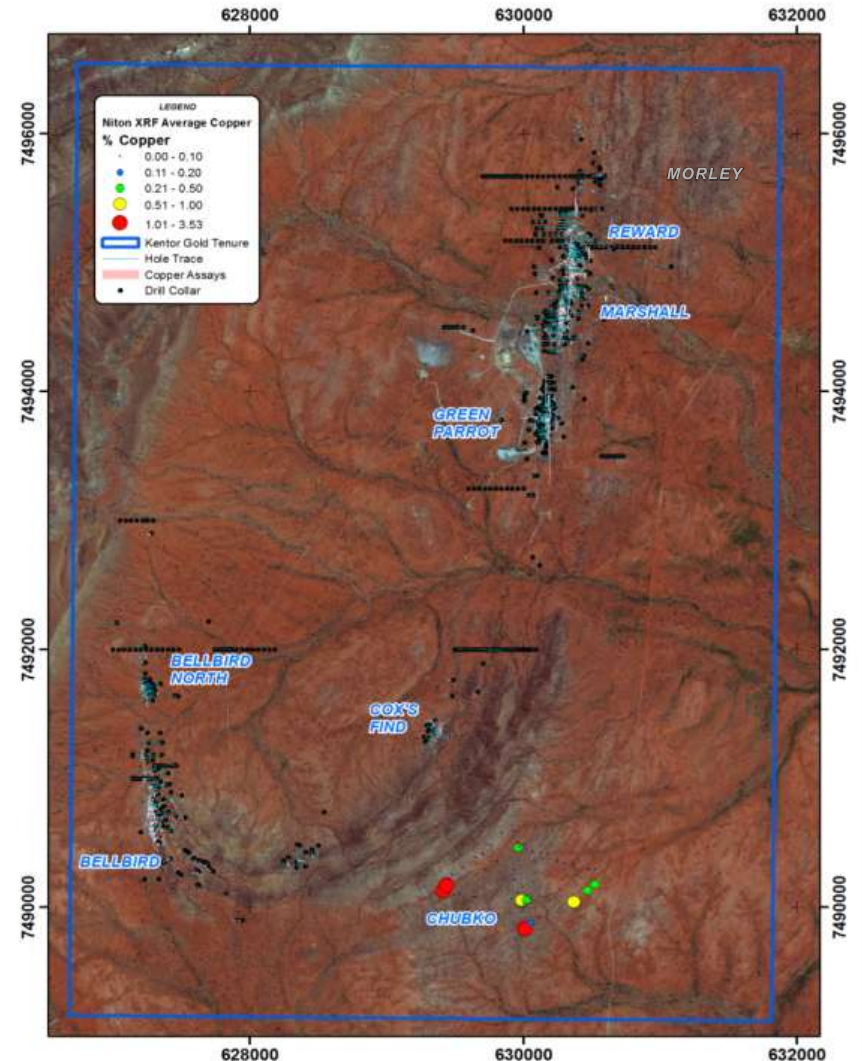 628000 630000 632000
7496000
7494000
7492000
7490000
LEGEND
Niton XRF Average Copper
% Copper
0.00 - 0.10
0.11 - 0.20
0.21 - 0.50
0.51 - 1.00
1.01 - 3.53
Kentor Gold Tenure
Hole Trace
Copper Assays
Drill Collar
MORLEY
REWARD
MARSHALL
GREEN
PARROT
BELLBIRD
NORTH
COX'S
FIND
BELLBIRD
CHUBKO
7496000
7494000
7492000
7490000
628000 630000 632000